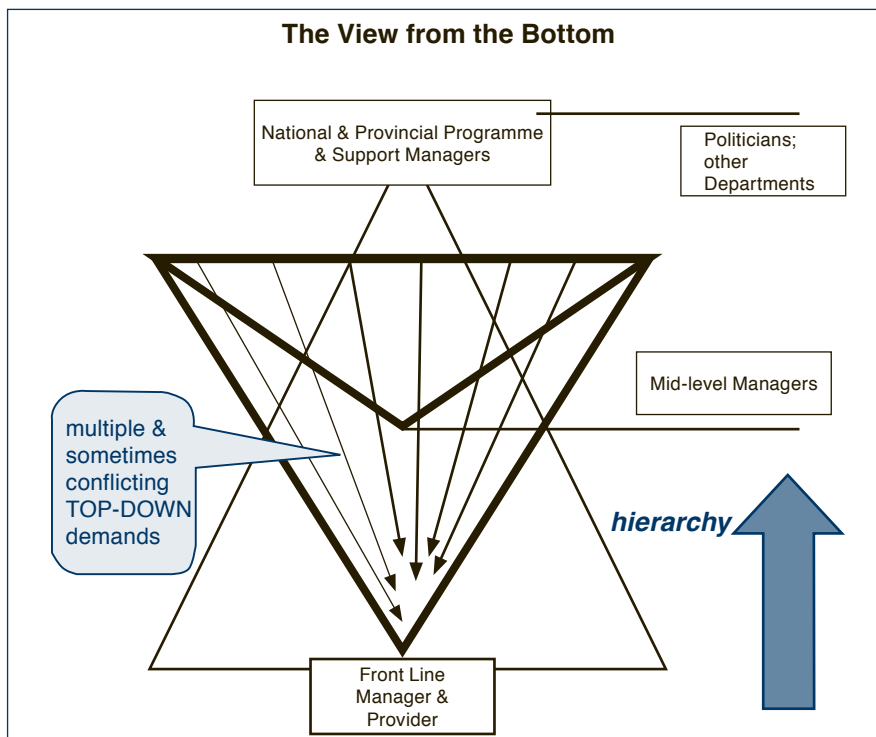 The View from the Bottom
National & Provincial Programme
& Support Managers
Politicians;
other
Departments
Mid-level Managers
multiple &
sometimes
conflicting
TOP-DOWN
demands
hierarchy
Front Line
Manager &
Provider